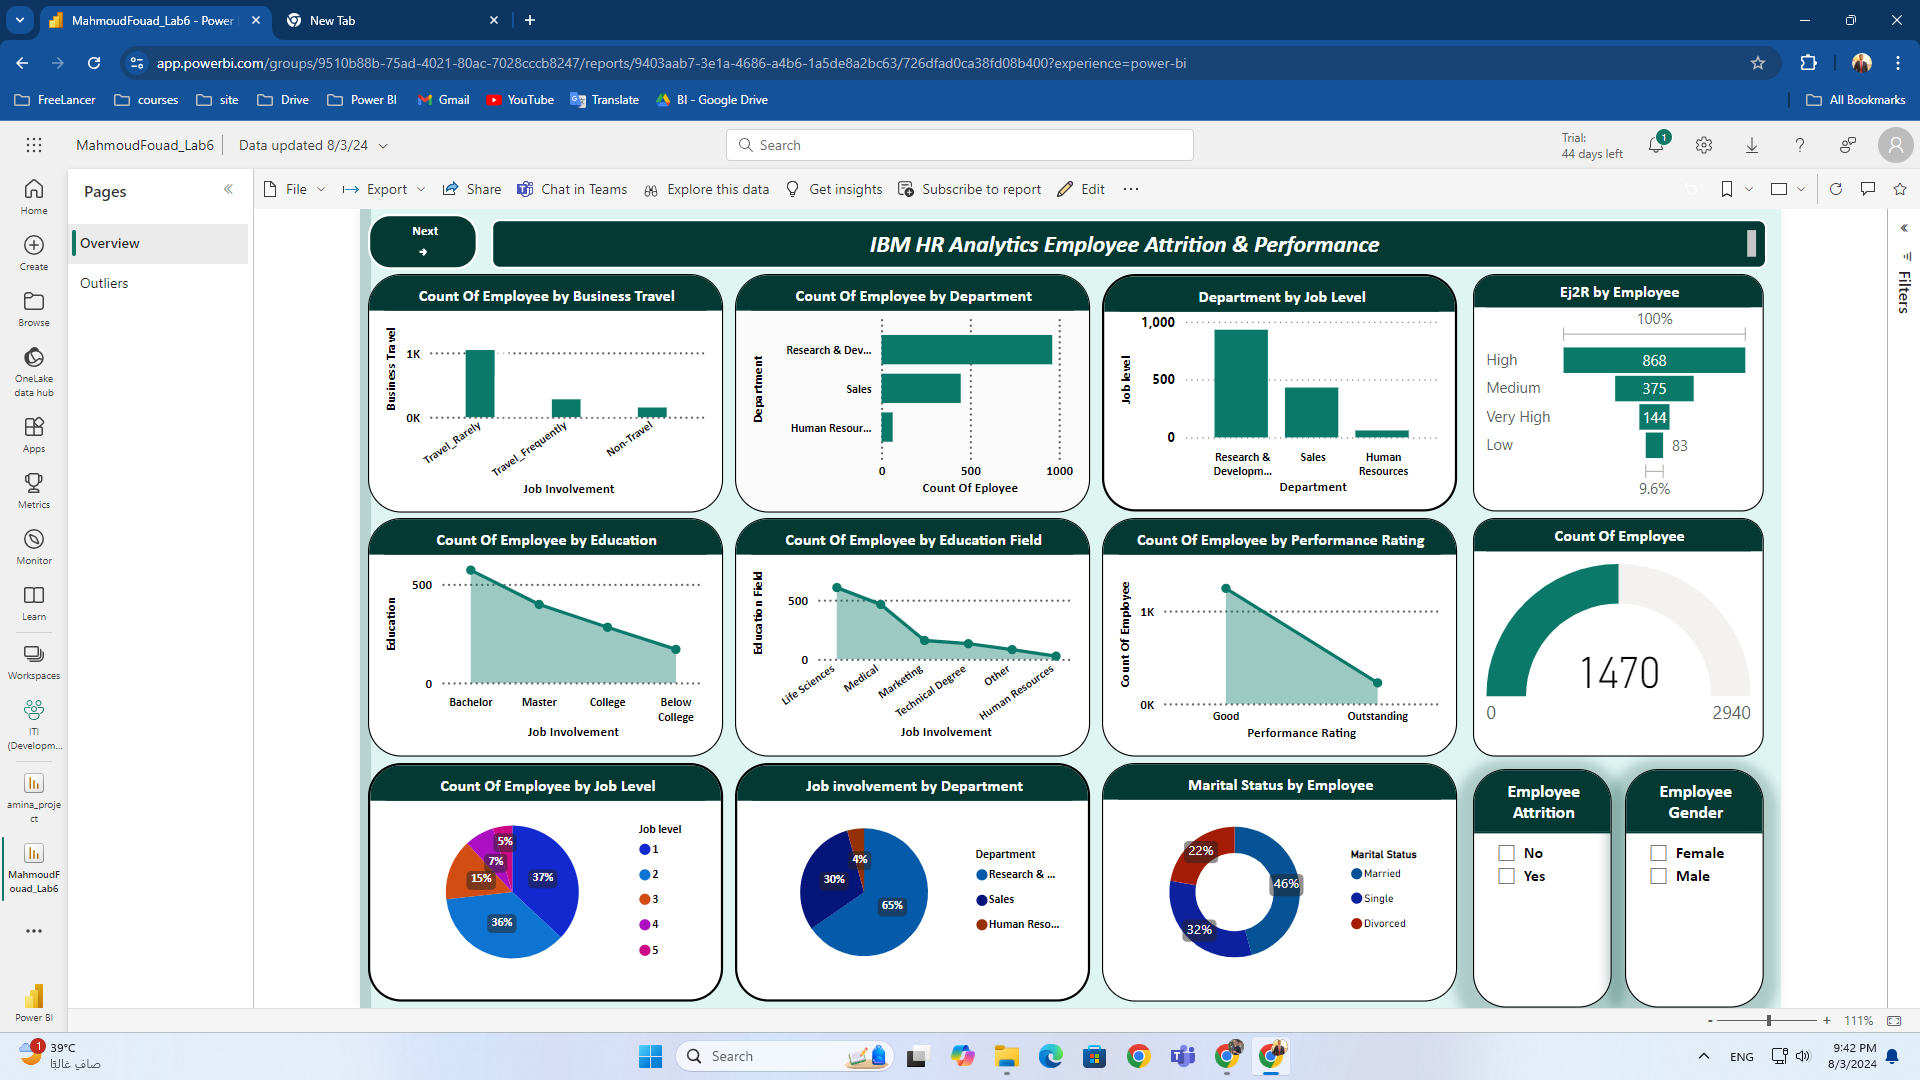 MahmoudFouad_Lab6 - Power
New Tab
app.powerbi.com/groups/9510b88b-75ad-4021-80ac-7028cccb8247/reports/9403aab7-3e1a-4686-a4b6-1a5de8a2bc63/726dfad0ca38fd08b400?experience=power-bi
FreeLancer
courses
site
Drive
Power BI
Gmail
YouTube
Translate
BI - Google Drive
All Bookmarks
MahmoudFouad_Lab6
Data updated 8/3/24
Search
Trial:
44 days left
1
Home
Create
Browse
OneLake
data hub
Apps
Metrics
Monitor
Learn
Workspaces
ITI
(Developm...
amina_proje
ct
MahmoudF
ouad_Lab6
Power BI
Pages
Overview
Outliers
File
Export
Share
Chat in Teams
Explore this data
Get insights
Subscribe to report
Edit
Filters
Next
IBM HR Analytics Employee Attrition & Performance
Count Of Employee by Business Travel
Business Travel
1K
0K
Travel_Rarely
Travel_Frequently
Non-Travel
Job Involvement
Count Of Employee by Department
Department
Research & Dev...
Sales
Human Resour...
0
500
1000
Count Of Eployee
Department by Job Level
Job level
1,000
500
0
Research &
Developm...
Sales
Human
Resources
Department
Ej2R by Employee
100%
High
868
Medium
375
Very High
144
Low
83
9.6%
Count Of Employee by Education
Education
500
0
Bachelor
Master
College
Below
College
Job Involvement
Count Of Employee by Education Field
Education Field
500
0
Life Sciences
Medical
Marketing
Technical Degree
Other
Human Resources
Job Involvement
Count Of Employee by Performance Rating
Count Of Employee
1K
0K
Good
Outstanding
Performance Rating
Count Of Employee
1470
0
2940
Count Of Employee by Job Level
5%
7%
15%
37%
36%
Job level
1
2
3
4
5
Job involvement by Department
4%
30%
65%
Department
Research & ...
Sales
Human Reso...
Marital Status by Employee
22%
46%
32%
Marital Status
Married
Single
Divorced
Employee
Attrition
No
Yes
Employee
Gender
Female
Male
111%
1
39°C
صافٍ غالبًا
Search
ENG
9:42 PM
8/3/2024